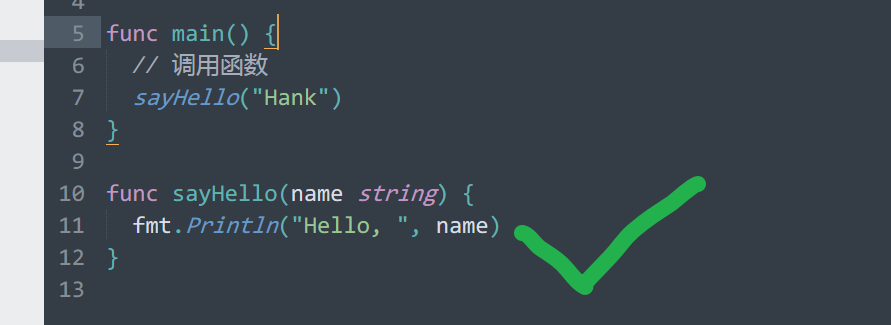 4
5 func main() {
6 // 调用函数
7 sayHello("Hank")
8 }
9
10 func sayHello(name string) {
11 fmt.Println("Hello, ", name)
12 }
13